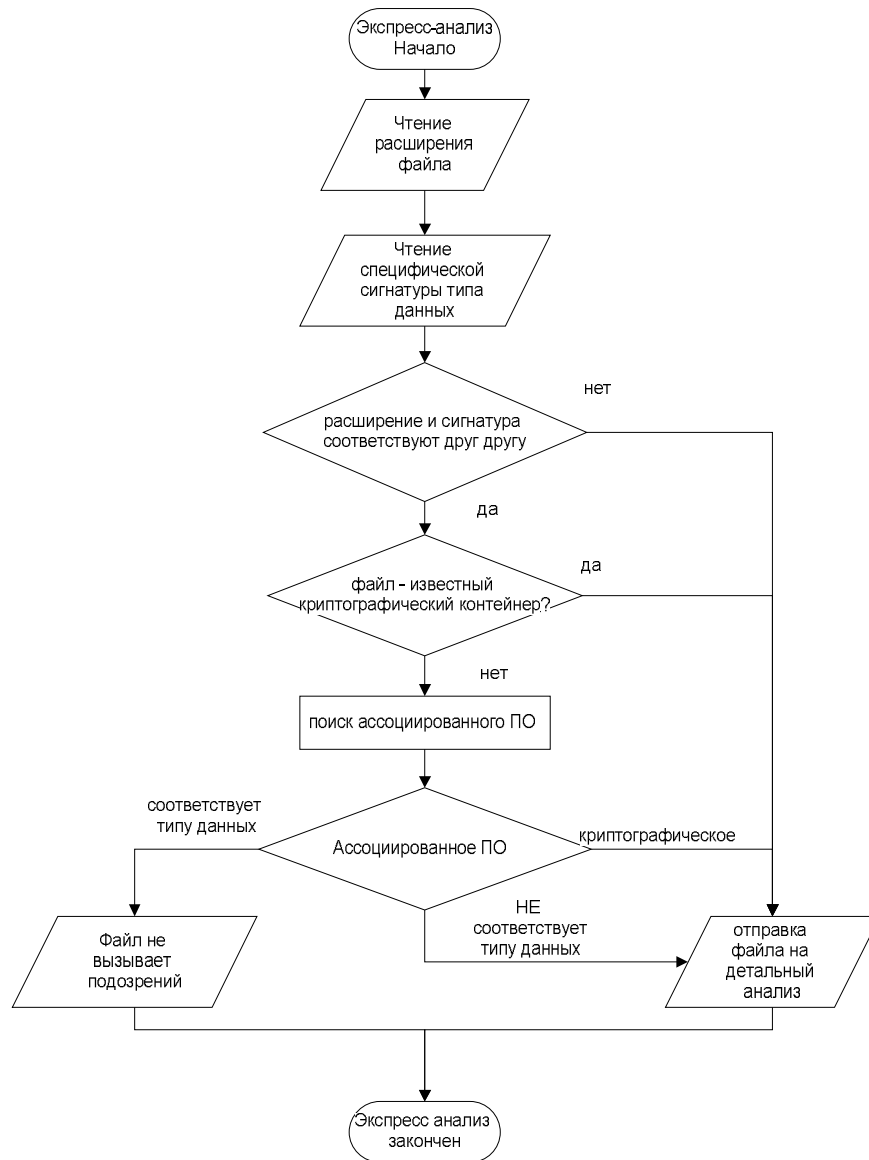 Экспресс-анализ
Начало
Чтение
расширения
файла
Чтение
специфической
сигнатуры типа
данных
нет
расширение и сигнатура
соответствуют друг другу
да
да
файл - известный
криптографический контейнер?
нет
поиск ассоциированного ПО
соответствует
типу данных
Ассоциированное ПО
криптографическое
НЕ
соответствует
типу данных
Файл не
вызывает
подозрений
отправка
файла на
детальный
анализ
Экспресс анализ
закончен